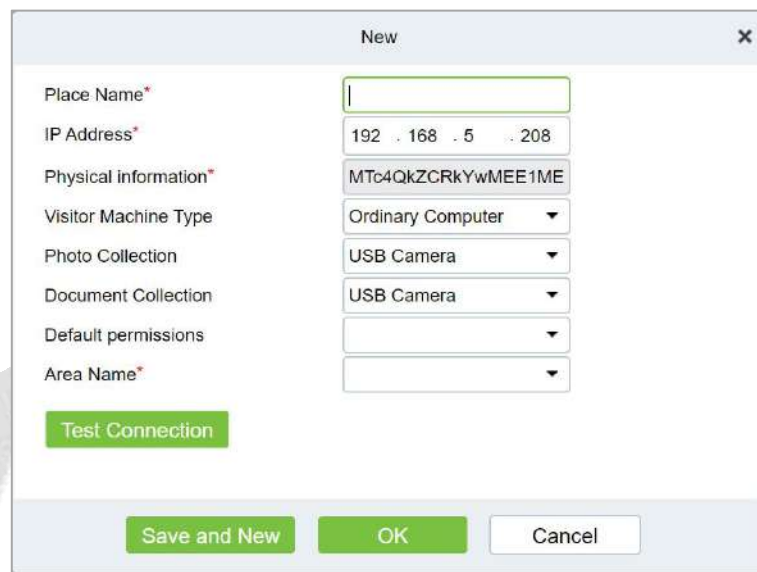 New
Place Name*
IP Address* 192 . 168 . 5 . 208
Physical information* MTc4QkZCRkYwMEE1ME
Visitor Machine Type Ordinary Computer
Photo Collection USB Camera
Document Collection USB Camera
Default permissions
Area Name*
Test Connection
Save and New OK Cancel